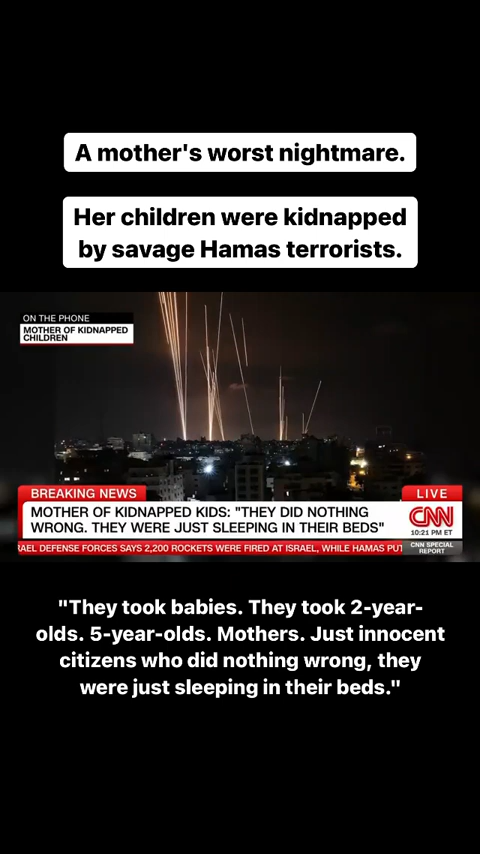 A mother's worst nightmare.
Her children were kidnapped
by savage Hamas terrorists.
ON THE PHONE
MOTHER OF KIDNAPPED
CHILDREN
BREAKING NEWS
LIVE
MOTHER OF KIDNAPPED KIDS: "THEY DID NOTHING
WRONG. THEY WERE JUST SLEEPING IN THEIR BEDS"
CNN
10:21 PM ET
RAEL DEFENSE FORCES SAYS 2,200 ROCKETS WERE FIRED AT ISRAEL, WHILE HAMAS PUT
CNN SPECIAL
REPORT
"They took babies. They took 2-year-
olds. 5-year-olds. Mothers. Just innocent
citizens who did nothing wrong, they
were just sleeping in their beds."